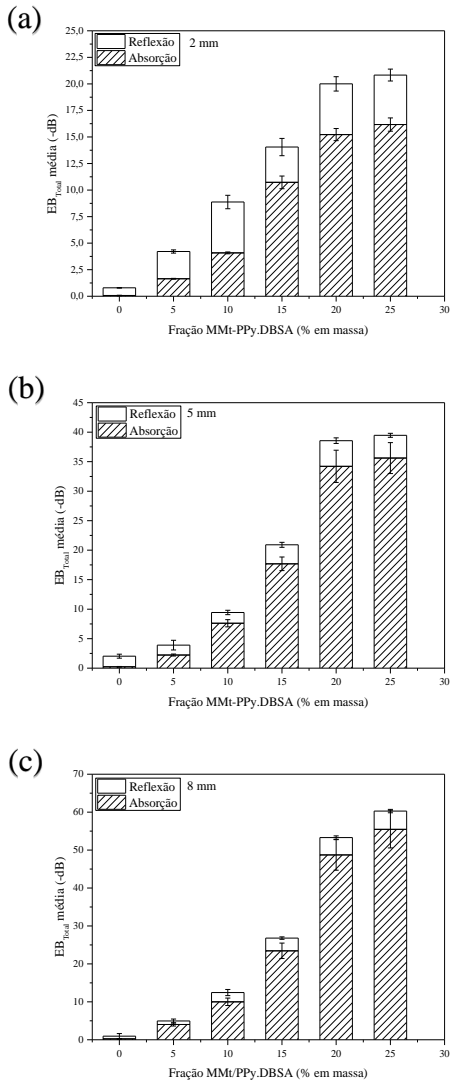 (a)
Reflexão
Absorção
2 mm
25,0
22,5
20,0
17,5
15,0
12,5
10,0
7,5
5,0
2,5
0,0
EBTotal média (-dB)
0 5 10 15 20 25 30
Fração MMt-PPy.DBSA (% em massa)
(b)
Reflexão
Absorção
5 mm
45
40
35
30
25
20
15
10
5
0
EBTotal média (-dB)
0 5 10 15 20 25 30
Fração MMt-PPy.DBSA (% em massa)
(c)
Reflexão
Absorção
8 mm
70
60
50
40
30
20
10
0
EBTotal média (-dB)
0 5 10 15 20 25 30
Fração MMt/PPy.DBSA (% em massa)